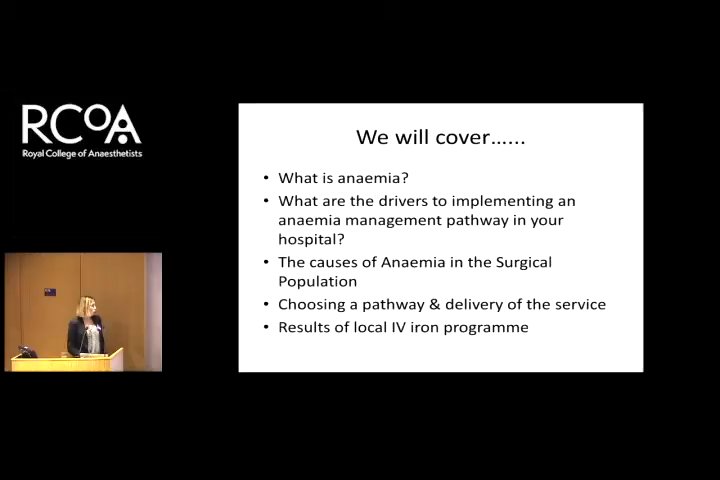 RCoA
Royal College of Anaesthetists
We will cover…...
• What is anaemia?
• What are the drivers to implementing an
anaemia management pathway in your
hospital?
• The causes of Anaemia in the Surgical
Population
• Choosing a pathway & delivery of the service
• Results of local IV iron programme